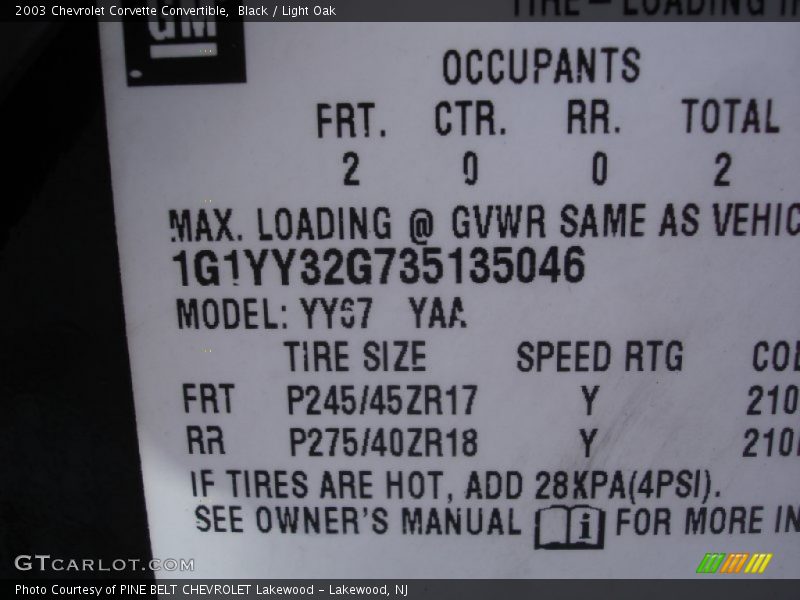 2003 Chevrolet Corvette Convertible, Black / Light Oak
TIRE – LOADING
GM
OCCUPANTS
FRT. CTR. RR. TOTAL
2 0 0 2
MAX. LOADING @ GVWR SAME AS VEHIC
1G1YY32G735135046
MODEL: YY67 YAA
TIRE SIZE SPEED RTG
FRT P245/45ZR17 Y 210
RR P275/40ZR18 Y 210
IF TIRES ARE HOT, ADD 28KPA(4PSI).
SEE OWNER'S MANUAL i FOR MORE IN
GTCARLOT.COM
Photo Courtesy of PINE BELT CHEVROLET Lakewood - Lakewood, NJ